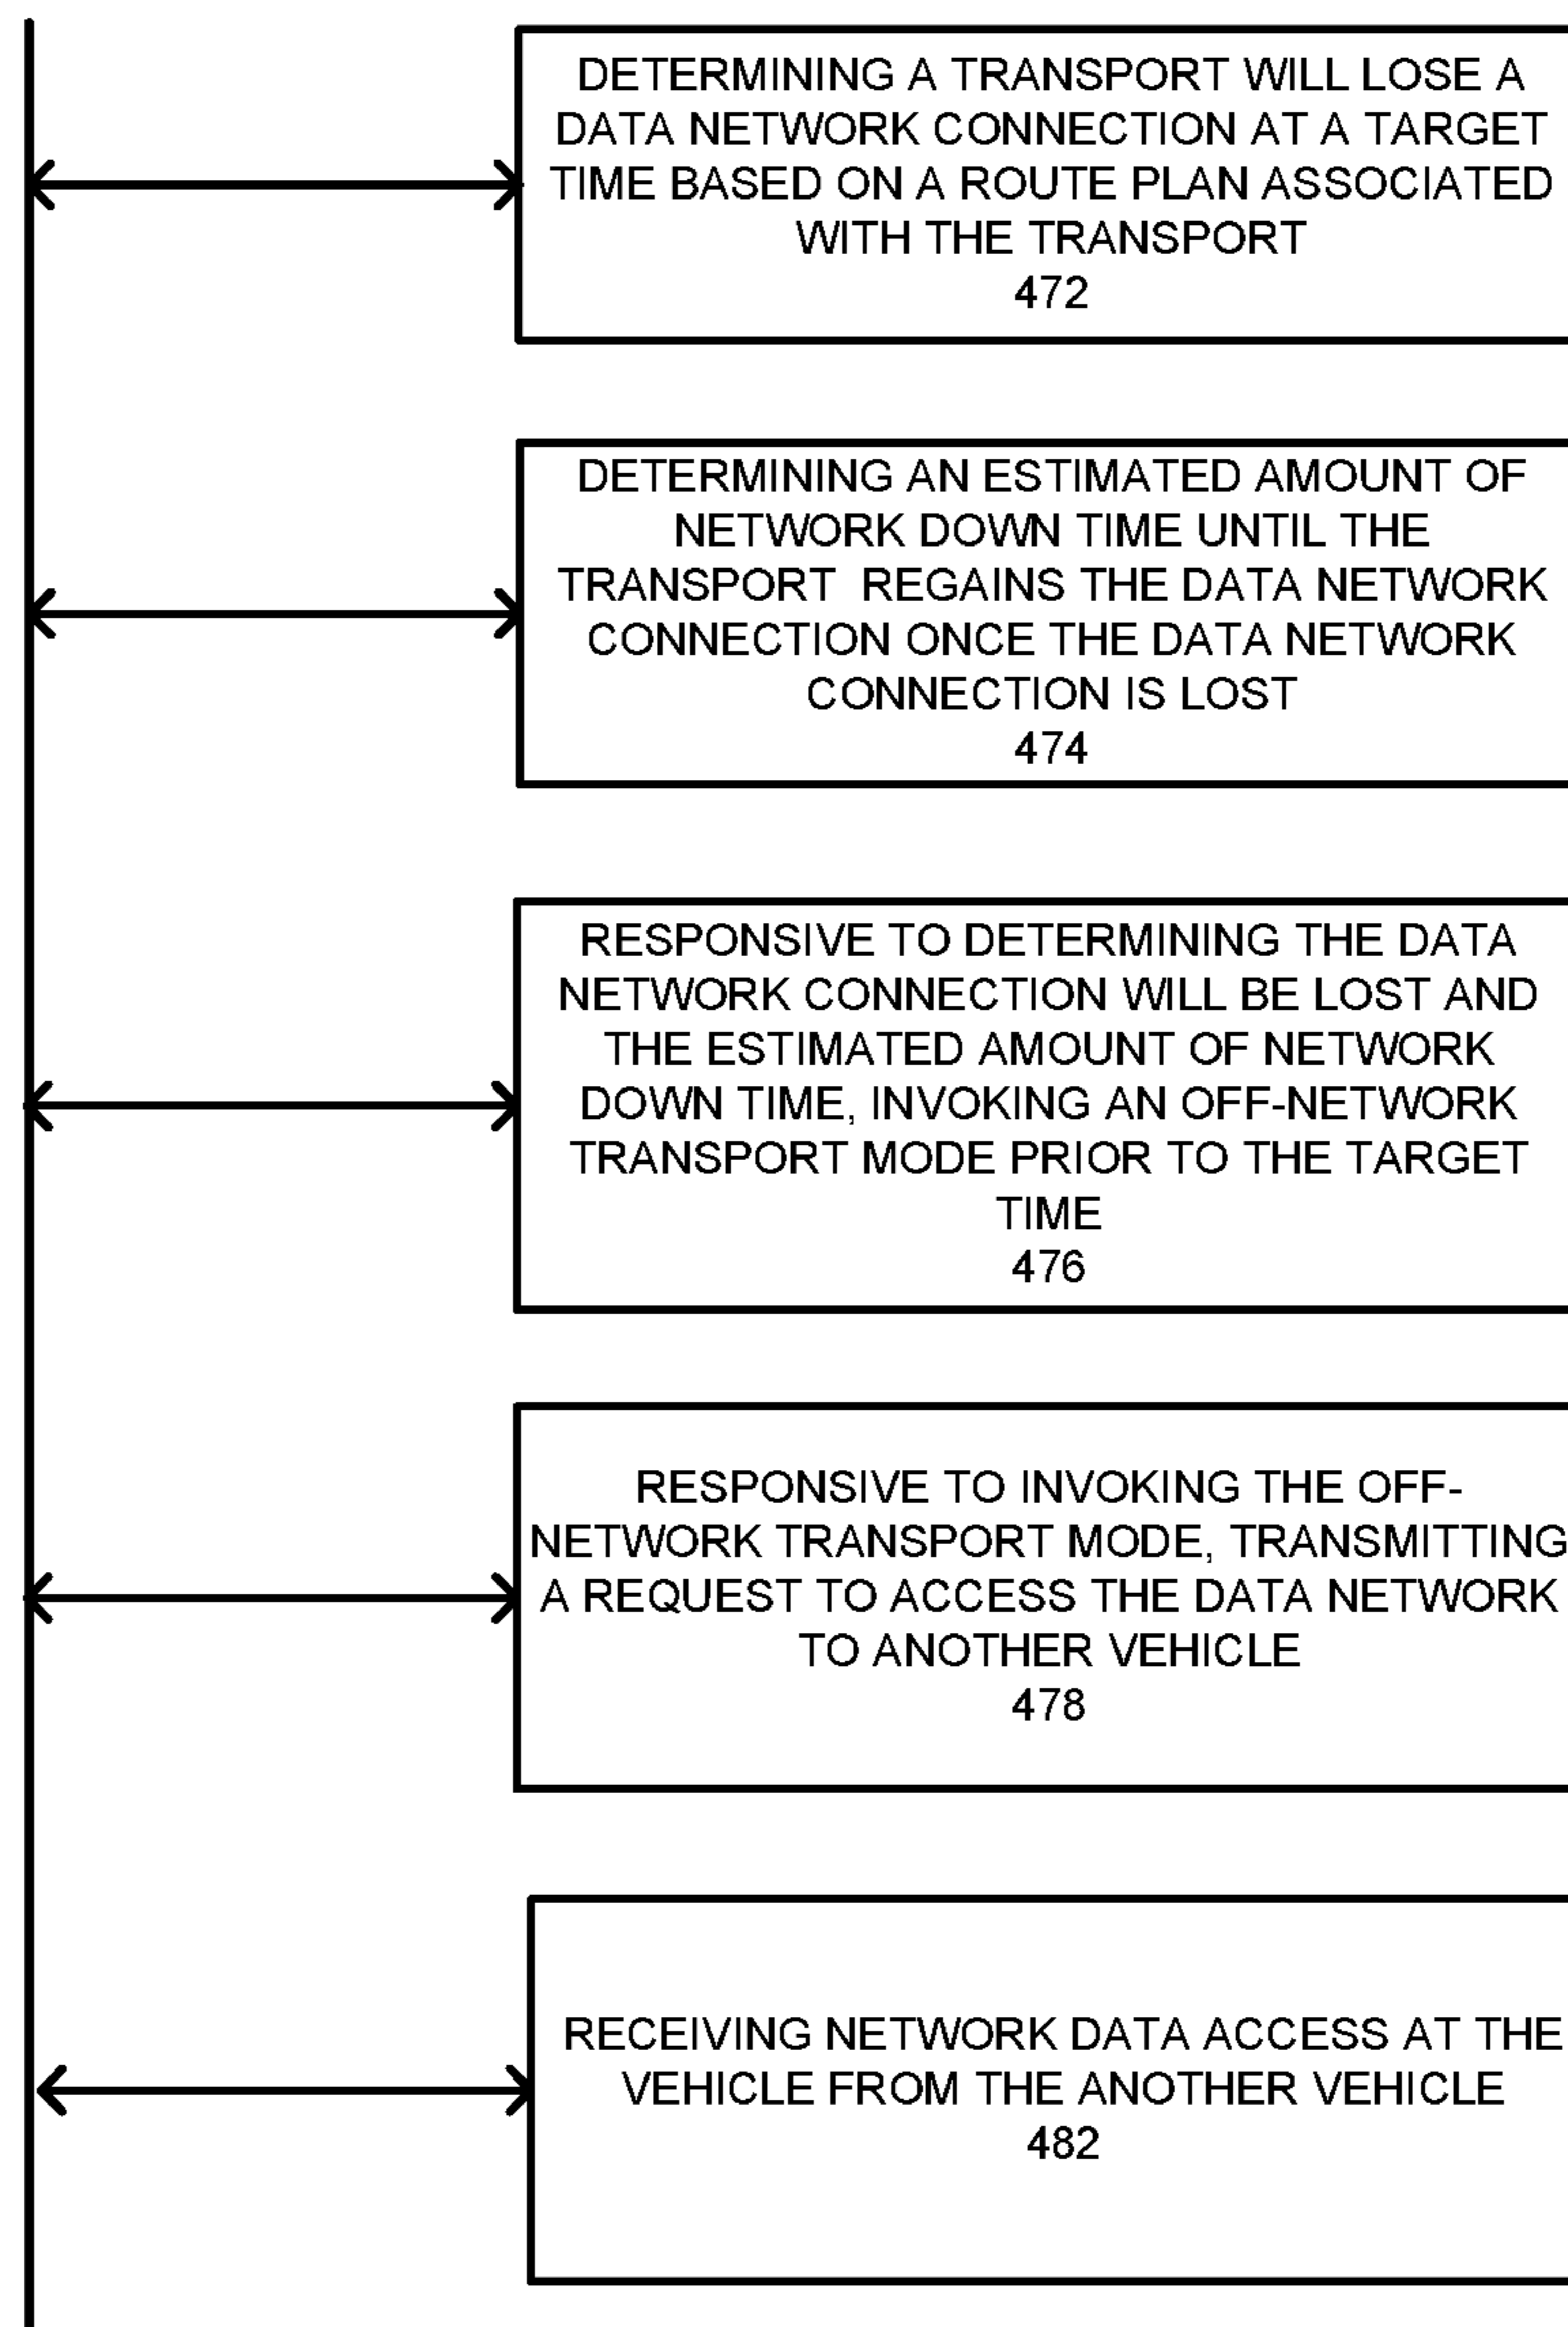 DETERMINING A TRANSPORT WILL LOSE A
DATA NETWORK CONNECTION AT A TARGET
TIME BASED ON A ROUTE PLAN ASSOCIATED
WITH THE TRANSPORT
472
DETERMINING AN ESTIMATED AMOUNT OF
NETWORK DOWN TIME UNTIL THE
TRANSPORT REGAINS THE DATA NETWORK
CONNECTION ONCE THE DATA NETWORK
CONNECTION IS LOST
474
RESPONSIVE TO DETERMINING THE DATA
NETWORK CONNECTION WILL BE LOST AND
THE ESTIMATED AMOUNT OF NETWORK
DOWN TIME, INVOKING AN OFF-NETWORK
TRANSPORT MODE PRIOR TO THE TARGET
TIME
476
RESPONSIVE TO INVOKING THE OFF-
NETWORK TRANSPORT MODE, TRANSMITTING
A REQUEST TO ACCESS THE DATA NETWORK
TO ANOTHER VEHICLE
478
RECEIVING NETWORK DATA ACCESS AT THE
VEHICLE FROM THE ANOTHER VEHICLE
482